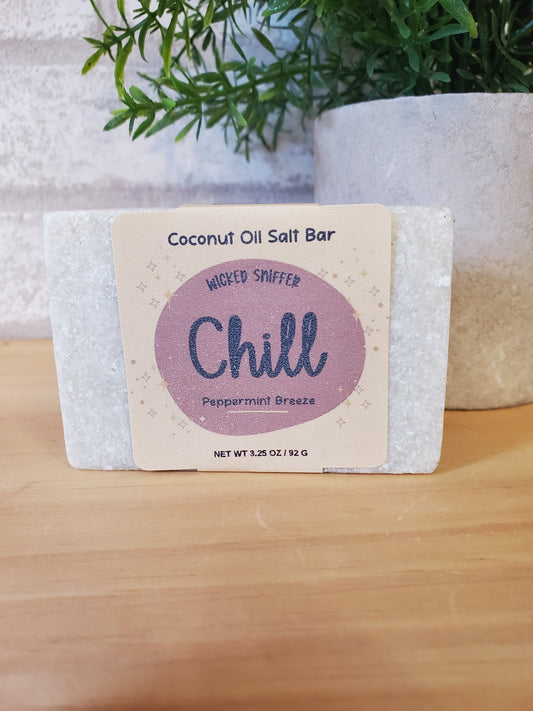 Coconut Oil Salt Bar
WICKED SNIFFER
Chill
Peppermint Breeze
NET WT 3.25 OZ / 92 G